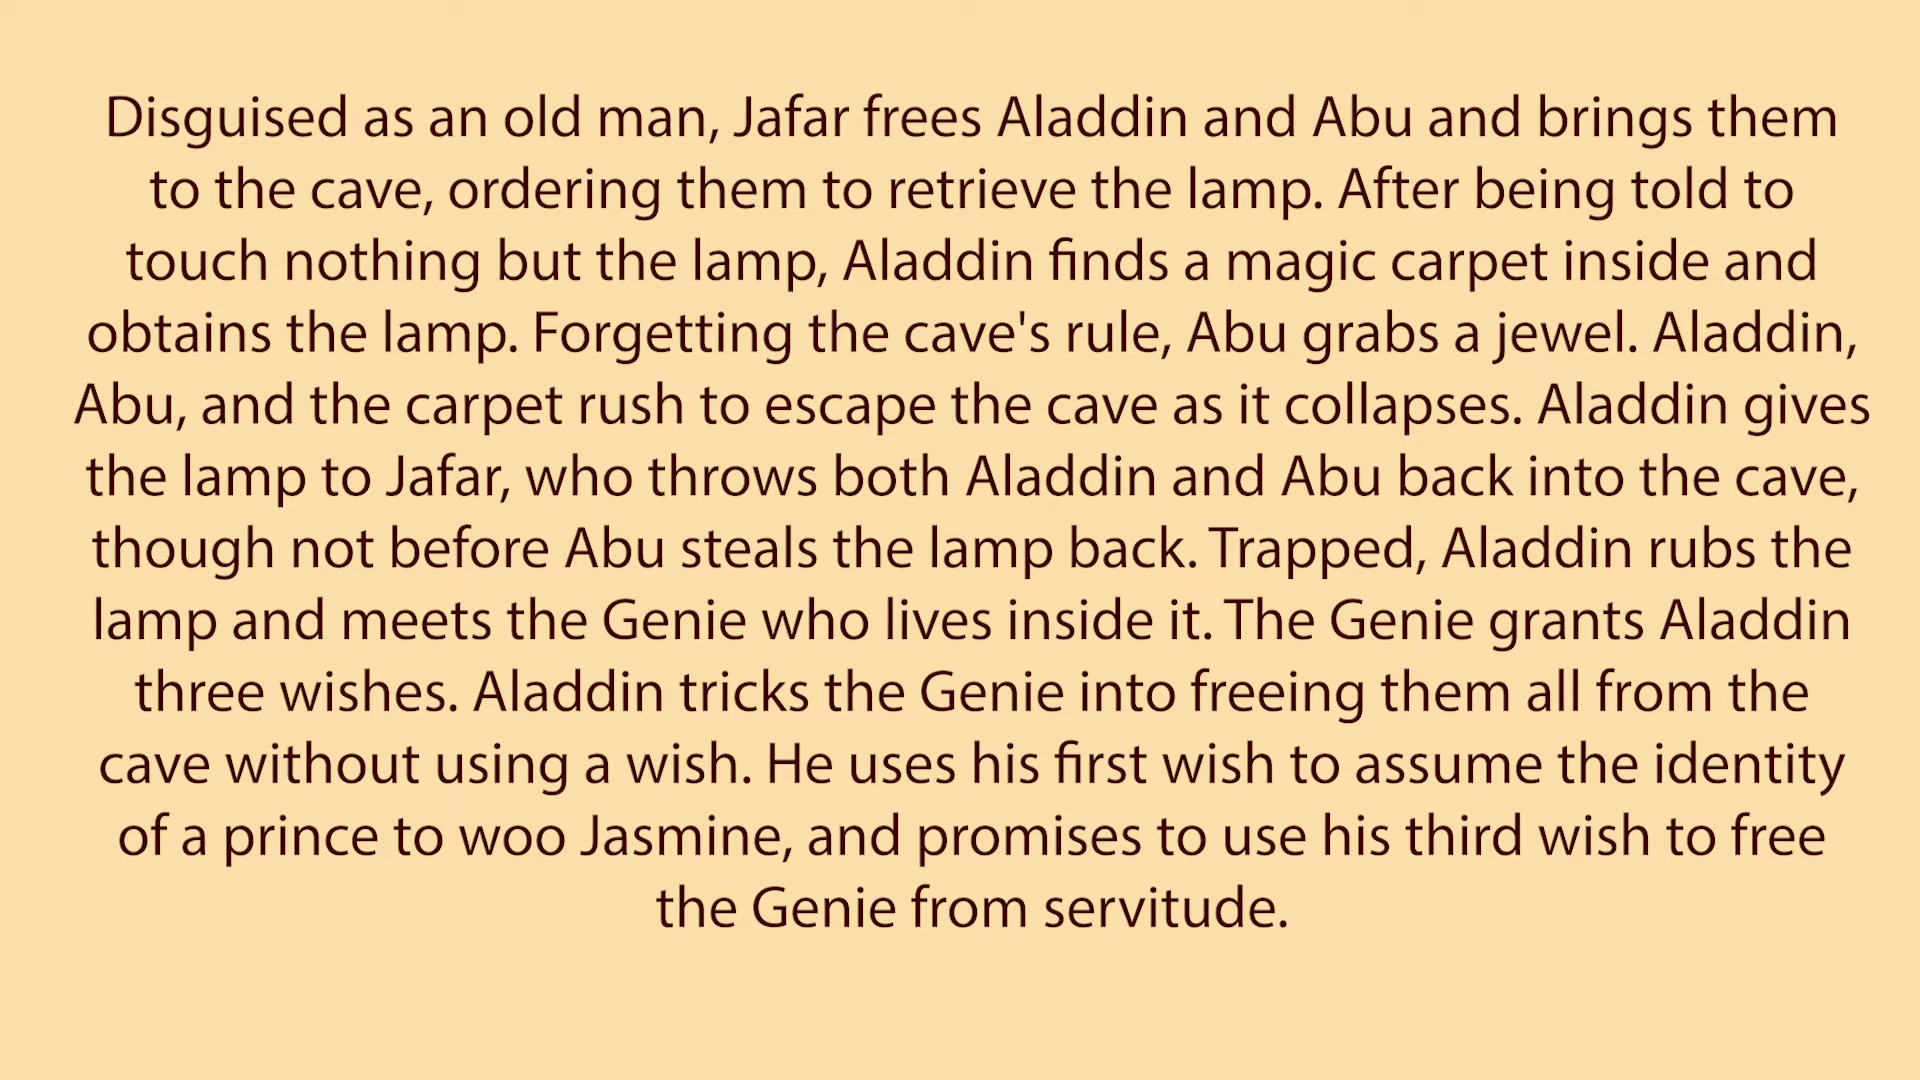 Disguised as an old man, Jafar frees Aladdin and Abu and brings them
to the cave, ordering them to retrieve the lamp. After being told to
touch nothing but the lamp, Aladdin finds a magic carpet inside and
obtains the lamp. Forgetting the cave's rule, Abu grabs a jewel. Aladdin,
Abu, and the carpet rush to escape the cave as it collapses. Aladdin gives
the lamp to Jafar, who throws both Aladdin and Abu back into the cave,
though not before Abu steals the lamp back. Trapped, Aladdin rubs the
lamp and meets the Genie who lives inside it. The Genie grants Aladdin
three wishes. Aladdin tricks the Genie into freeing them all from the
cave without using a wish. He uses his first wish to assume the identity
of a prince to woo Jasmine, and promises to use his third wish to free
the Genie from servitude.